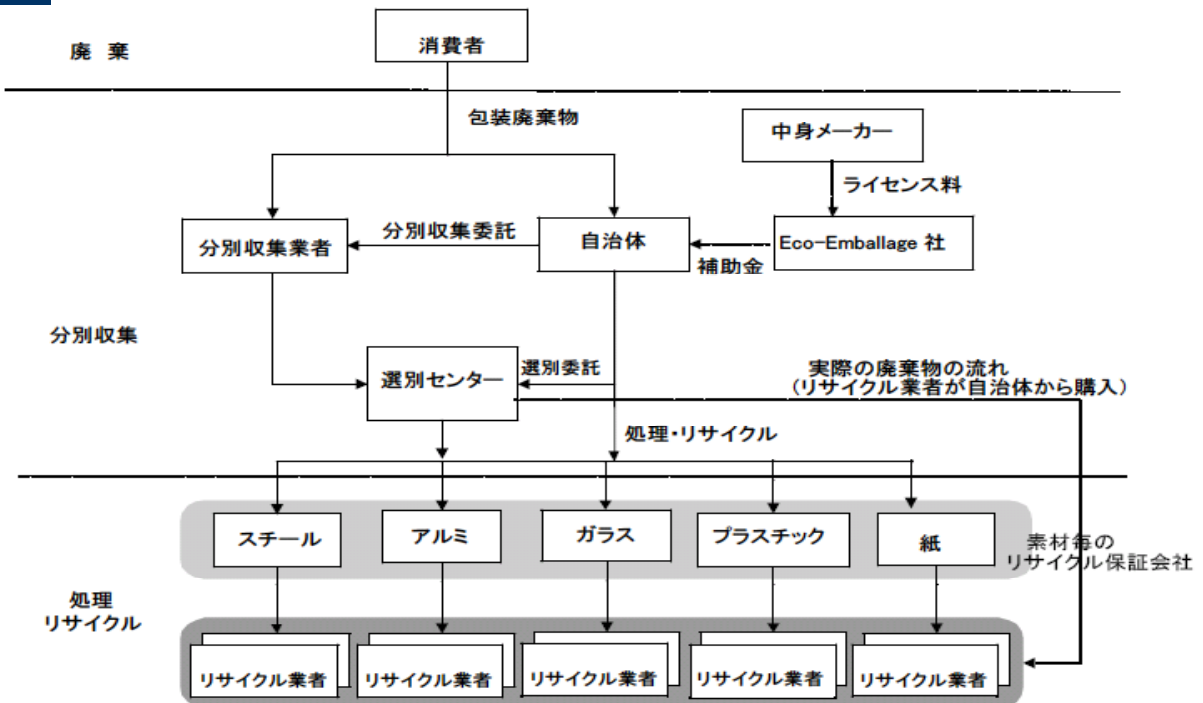 廃 棄
消費者
包装廃棄物
中身メーカー
ライセンス料
分別収集業者
分別収集委託
自治体
Eco-Emballage 社
補助金
分別収集
選別センター
選別委託
実際の廃棄物の流れ
(リサイクル業者が自治体から購入)
処理・リサイクル
スチール
アルミ
ガラス
プラスチック
紙
素材毎の
リサイクル保証会社
処理
リサイクル
リサイクル業者
リサイクル業者
リサイクル業者
リサイクル業者
リサイクル業者